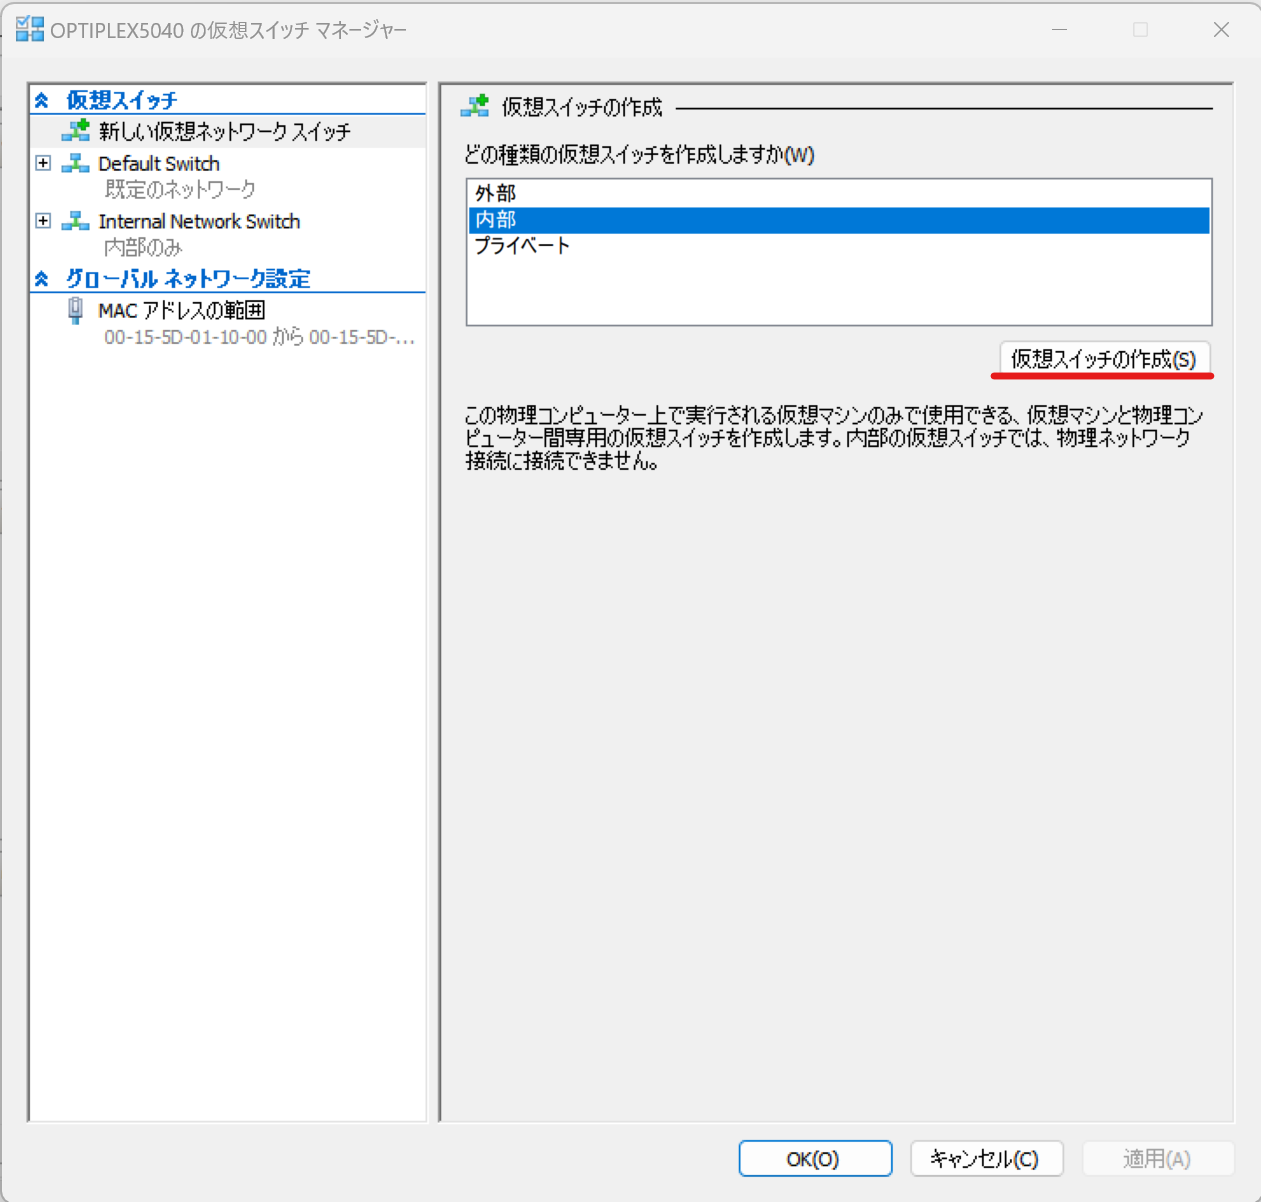 OPTIPLEX5040 の仮想スイッチ マネージャー
仮想スイッチ
新しい仮想ネットワーク スイッチ
Default Switch
既定のネットワーク
Internal Network Switch
内部のみ
グローバル ネットワーク設定
MAC アドレスの範囲
00-15-5D-01-10-00 から 00-15-5D-...
仮想スイッチの作成
どの種類の仮想スイッチを作成しますか(W)
外部
内部
プライベート
仮想スイッチの作成(S)
この物理コンピューター上で実行される仮想マシンのみで使用できる、仮想マシンと物理コン
ピューター間専用の仮想スイッチを作成します。内部の仮想スイッチでは、物理ネットワーク
接続に接続できません。
OK(O)
キャンセル(C)
適用(A)